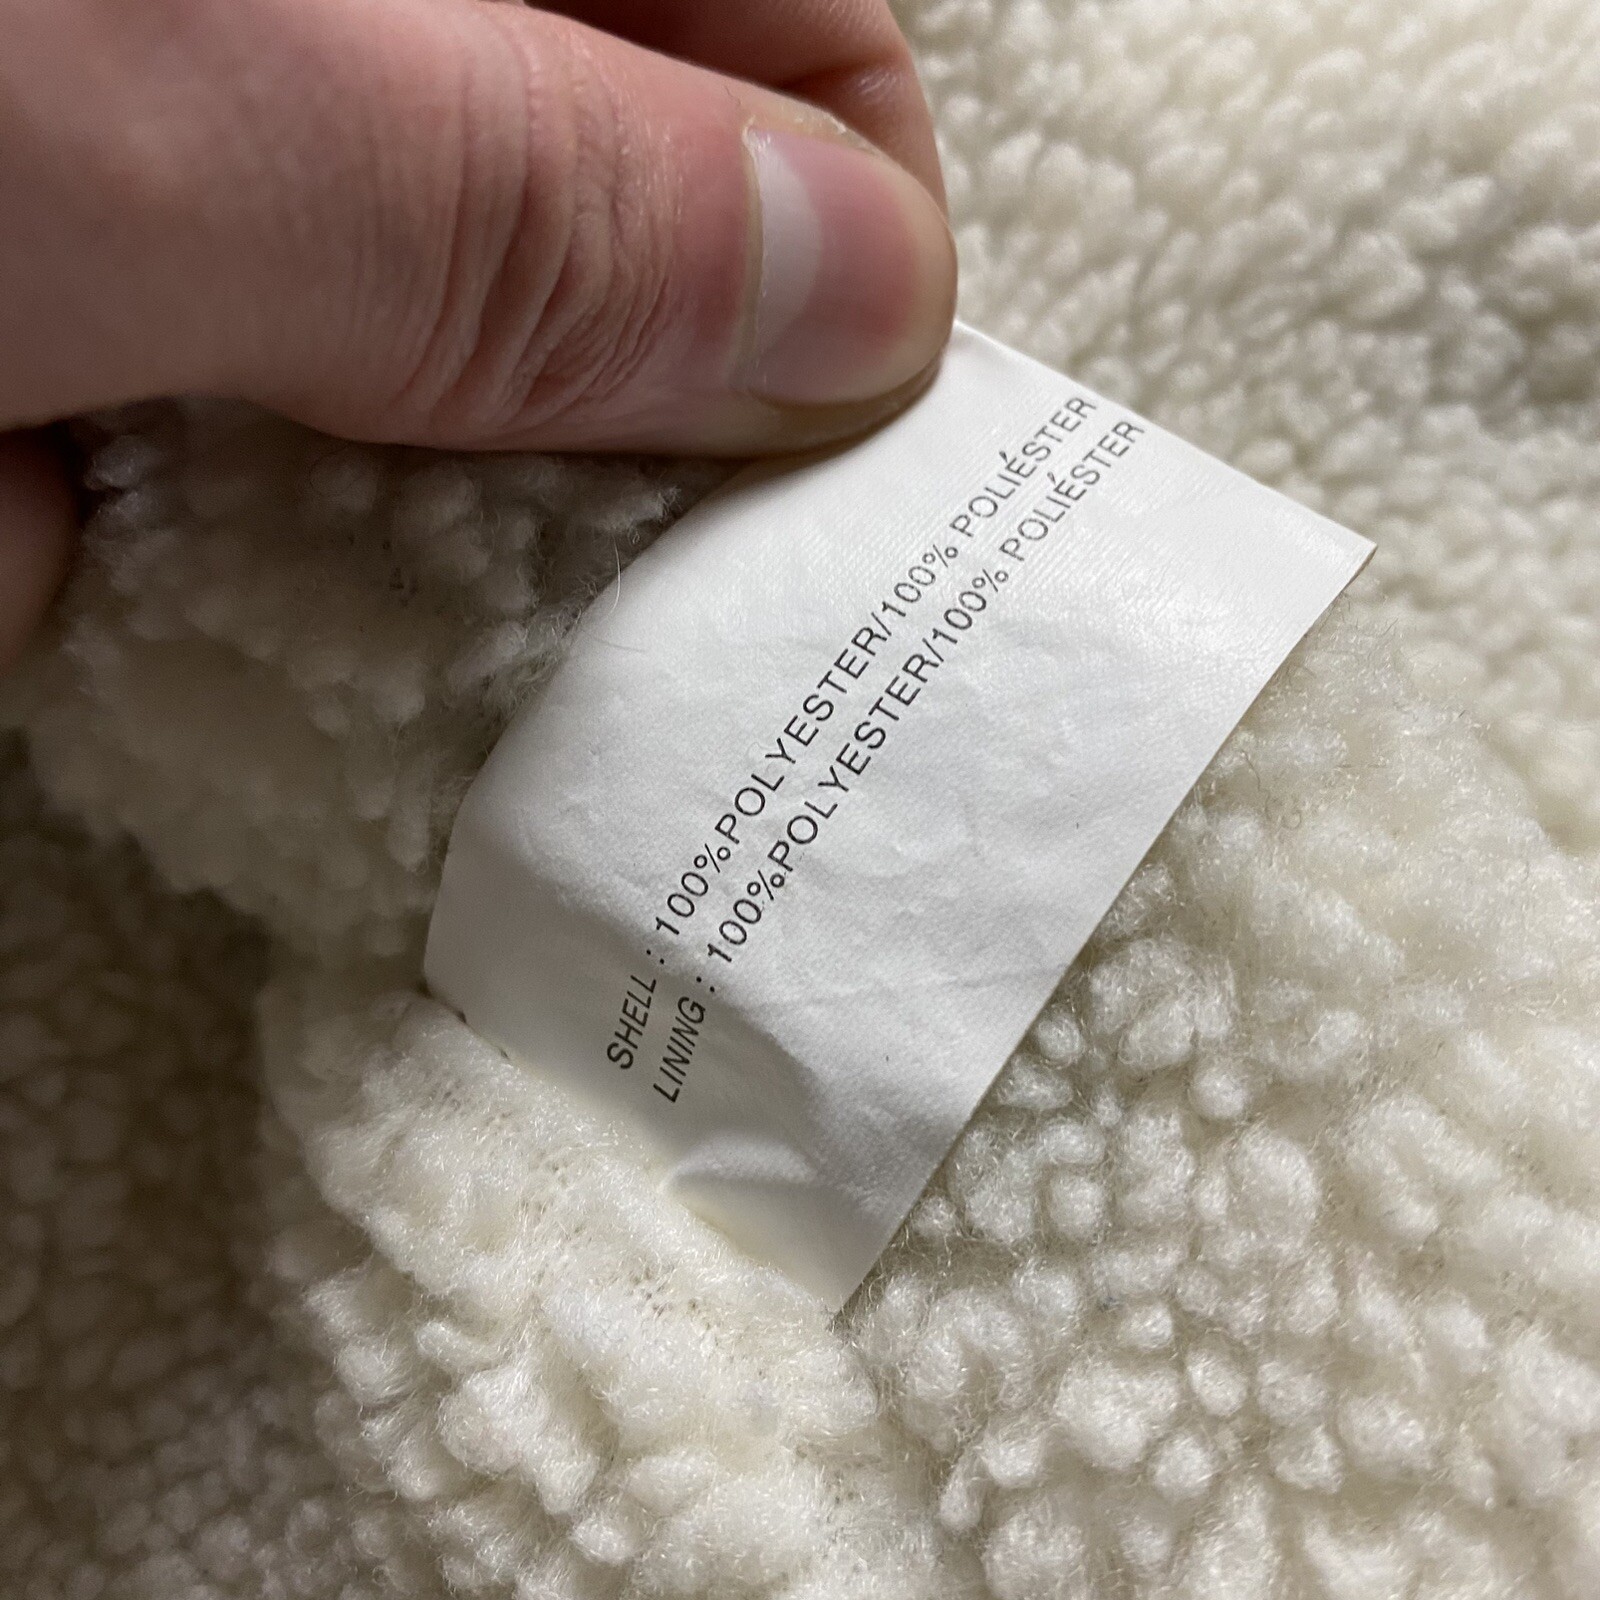 SHELL : 100%POLYESTER/100% POLIÉSTER
LINING : 100%POLYESTER/100% POLIÉSTER